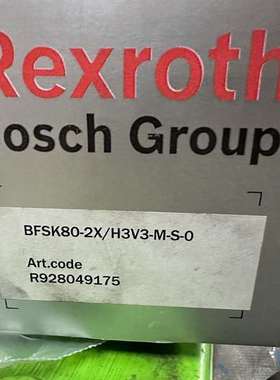 Rexroth
osch Group
BFSK80-2X/H3V3-M-S-0
Art.code
R928049175